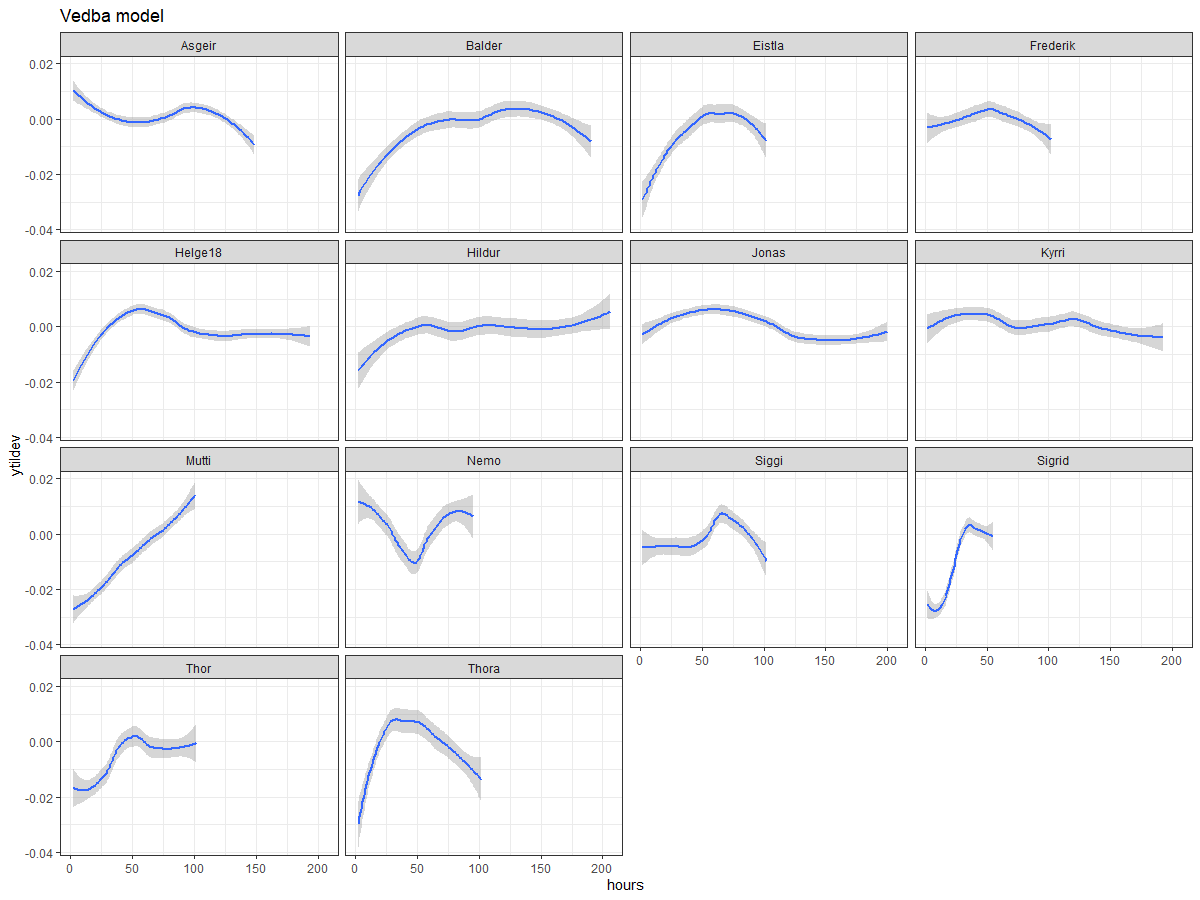 Vedba model
Asgeir Balder Eistla Frederik
0.02
0.00
-0.02
-0.04
Helge18 Hildur Jonas Kyrri
0.02
0.00
-0.02
-0.04
Mutti Nemo Siggi Sigrid
0.02
0.00
-0.02
-0.04
0 50 100 150 200 0 50 100 150 200
Thor Thora
0.02
0.00
-0.02
-0.04
0 50 100 150 200 0 50 100 150 200
hours
ytildev